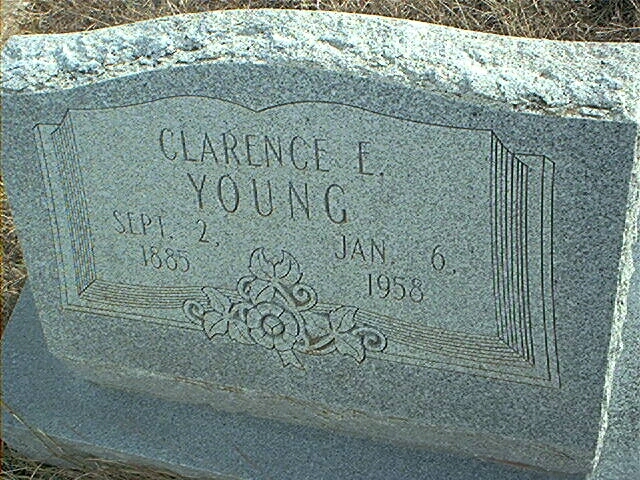 CLARENCE E.
YOUNG
SEPT. 2, JAN. 6,
1885 1958